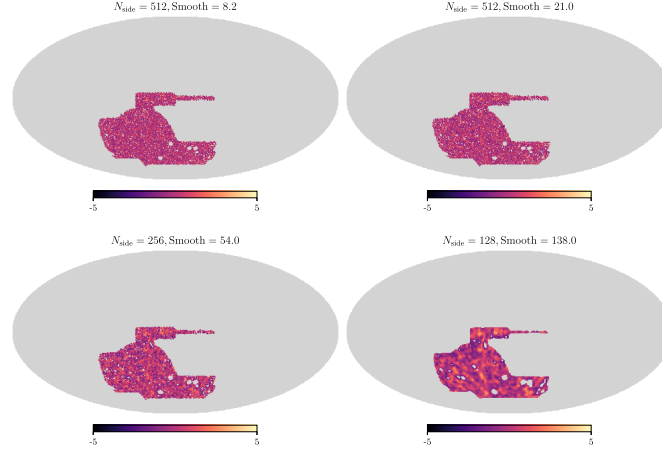 N_side = 512, Smooth = 8.2
N_side = 512, Smooth = 21.0
-5 5
-5 5
N_side = 256, Smooth = 54.0
N_side = 128, Smooth = 138.0
-5 5
-5 5